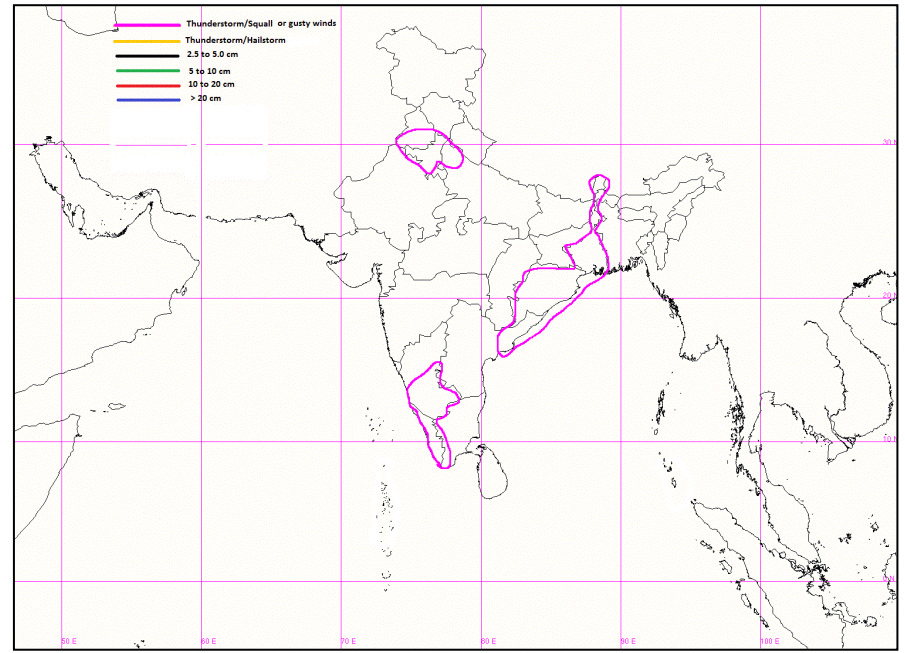 Thunderstorm/Squall or gusty winds
Thunderstorm/Hailstorm
2.5 to 5.0 cm
5 to 10 cm
10 to 20 cm
> 20 cm
30 N
20 N
10 N
0 N
50 E
60 E
70 E
80 E
90 E
100 E